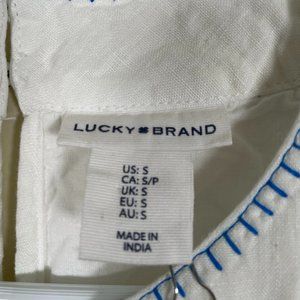 LUCKY BRAND
US: S
CA: S/P
UK: S
EU: S
AU: S
MADE IN
INDIA